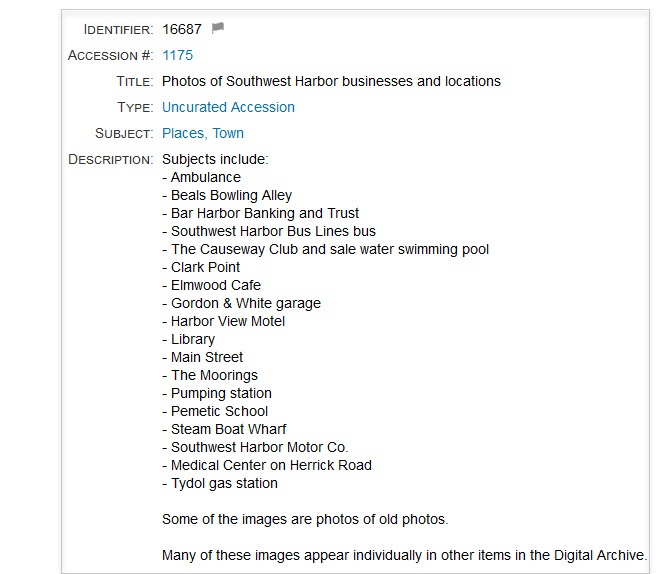 Identifier: 16687
Accession #: 1175
Title: Photos of Southwest Harbor businesses and locations
Type: Uncurated Accession
Subject: Places, Town
Description: Subjects include:
- Ambulance
- Beals Bowling Alley
- Bar Harbor Banking and Trust
- Southwest Harbor Bus Lines bus
- The Causeway Club and sale water swimming pool
- Clark Point
- Elmwood Cafe
- Gordon & White garage
- Harbor View Motel
- Library
- Main Street
- The Moorings
- Pumping station
- Pemetic School
- Steam Boat Wharf
- Southwest Harbor Motor Co.
- Medical Center on Herrick Road
- Tydol gas station
Some of the images are photos of old photos.
Many of these images appear individually in other items in the Digital Archive.